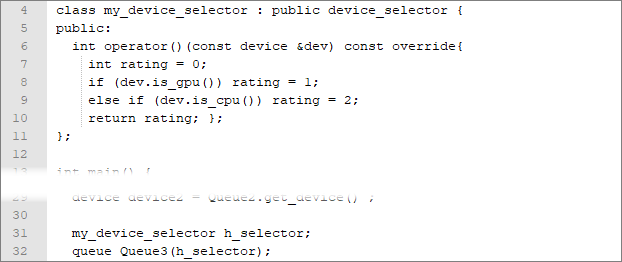 4 class my_device_selector : public device_selector {
5 public:
6 int operator()(const device &dev) const override{
7 int rating = 0;
8 if (dev.is_gpu()) rating = 1;
9 else if (dev.is_cpu()) rating = 2;
10 return rating; };
11 };
12
13 int main() {
29 device device2 = Queue2.get_device() ;
30
31 my_device_selector h_selector;
32 queue Queue3(h_selector);